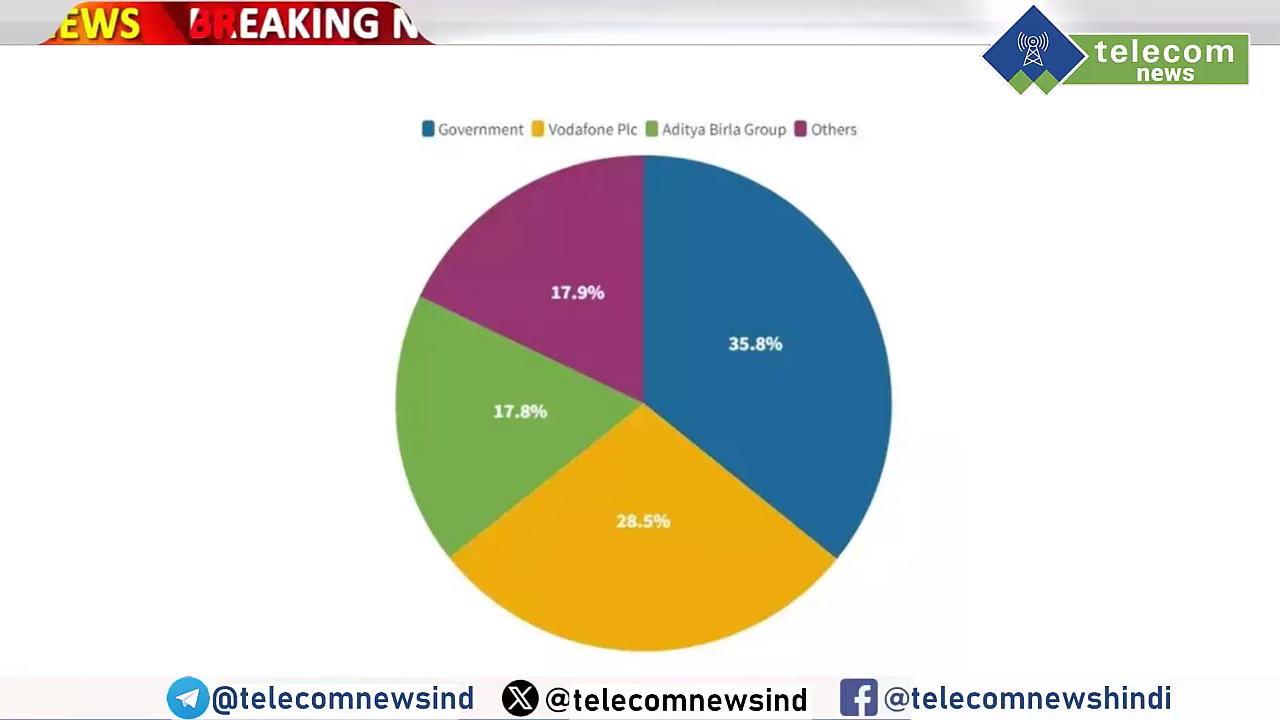 EWS BREAKING N
telecom
news
Government Vodafone Plc Aditya Birla Group Others
17.9%
35.8%
17.8%
28.5%
@telecomnewsind @telecomnewsind @telecomnewshindi